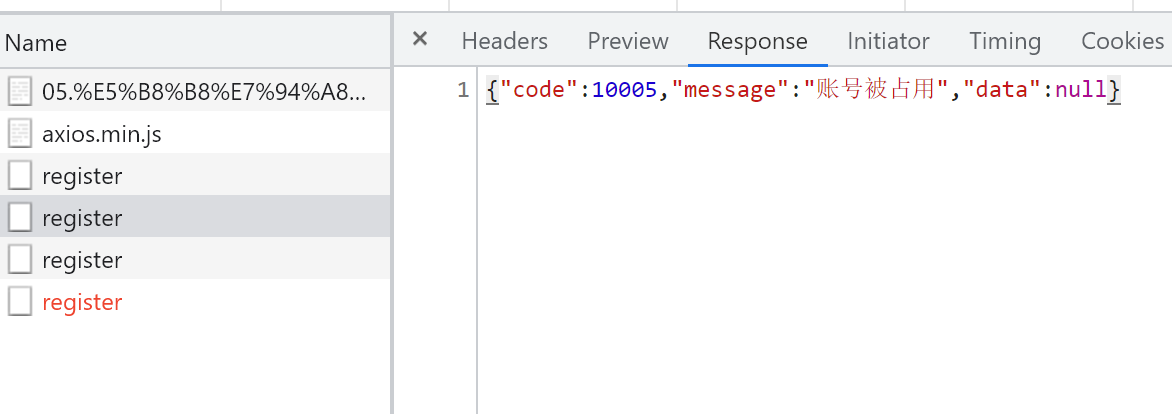 Name
× Headers Preview Response Initiator Timing Cookies
05.%E5%B8%B8%E7%94%A8...
axios.min.js
register
register
register
register
1 {"code":10005,"message":"账号被占用","data":null}